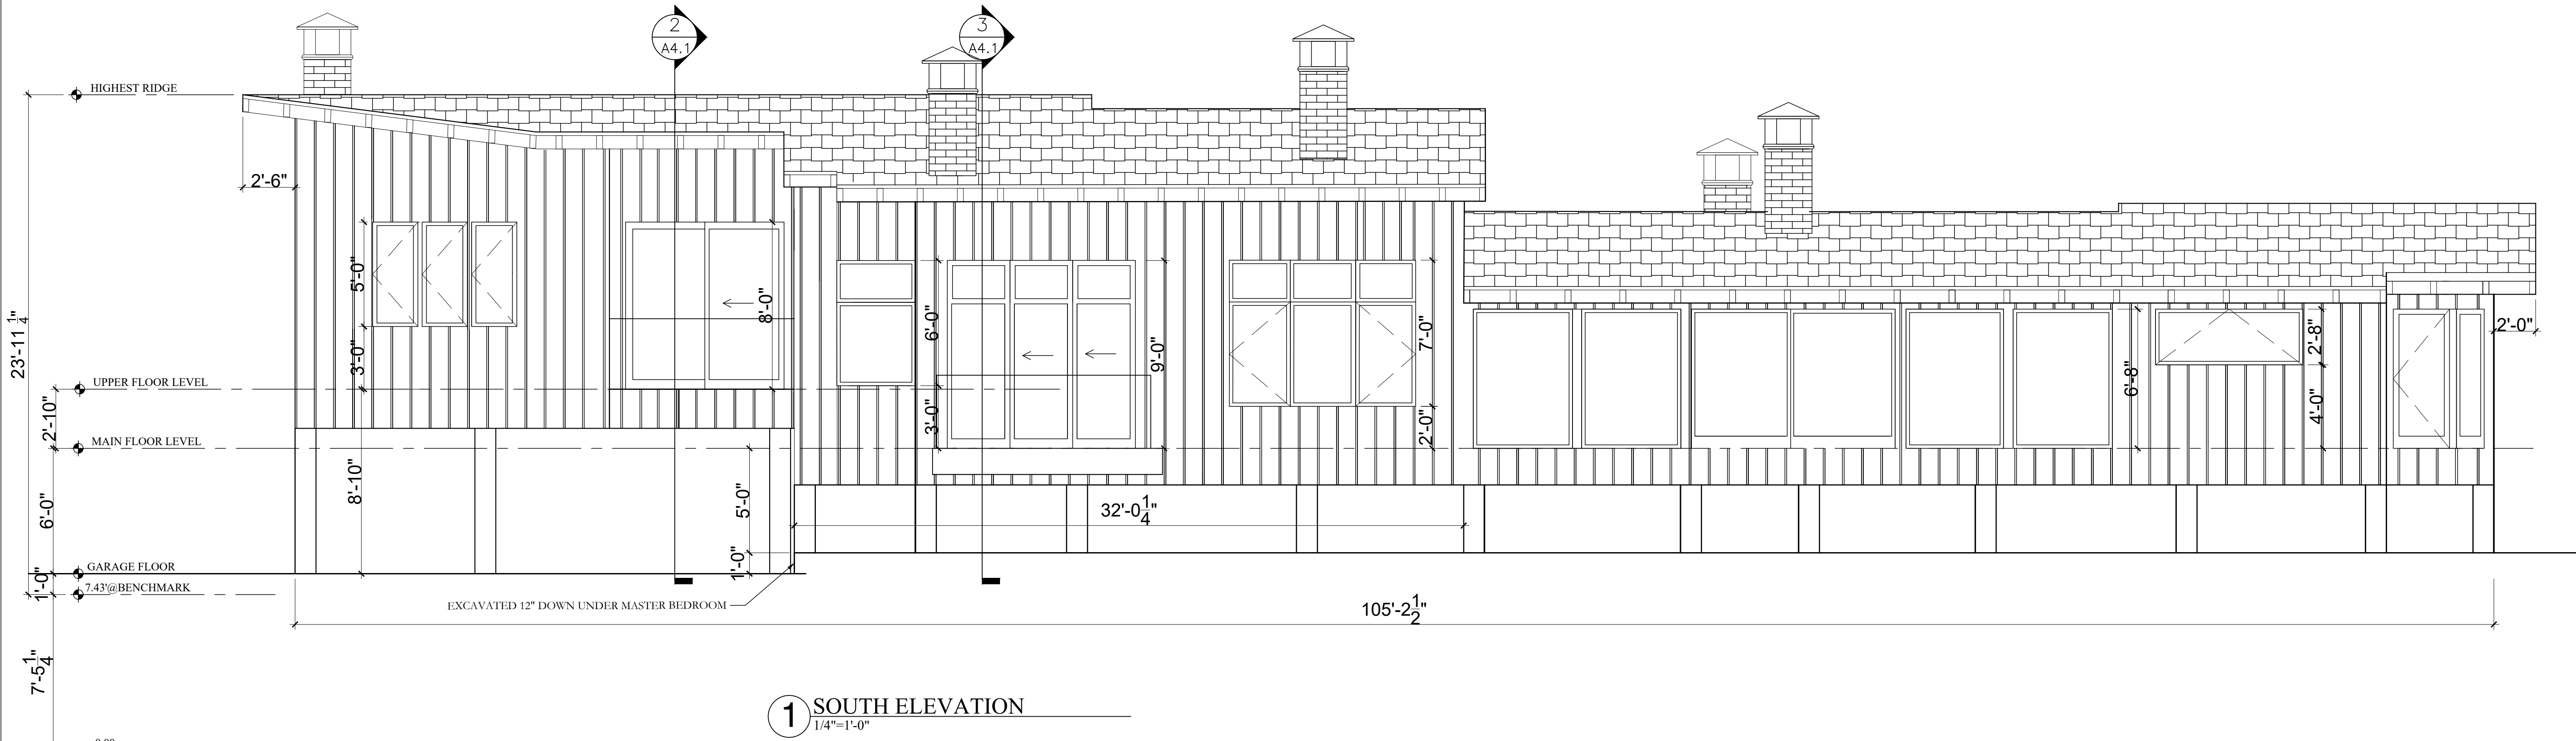 2
A4.1
3
A4.1
HIGHEST RIDGE
2'-6"
5'-0"
3'-0"
8'-0"
6'-0"
3'-0"
9'-0"
7'-0"
2'-0"
6'-8"
2'-8"
4'-0"
2'-0"
23'-11 1/4"
UPPER FLOOR LEVEL
2'-10"
MAIN FLOOR LEVEL
6'-0"
8'-10"
5'-0"
1'-0"
32'-0 1/4"
GARAGE FLOOR
1'-0"
7.43'@BENCHMARK
EXCAVATED 12" DOWN UNDER MASTER BEDROOM
105'-2 1/2"
7'-5 1/4"
1 SOUTH ELEVATION
1/4"=1'-0"